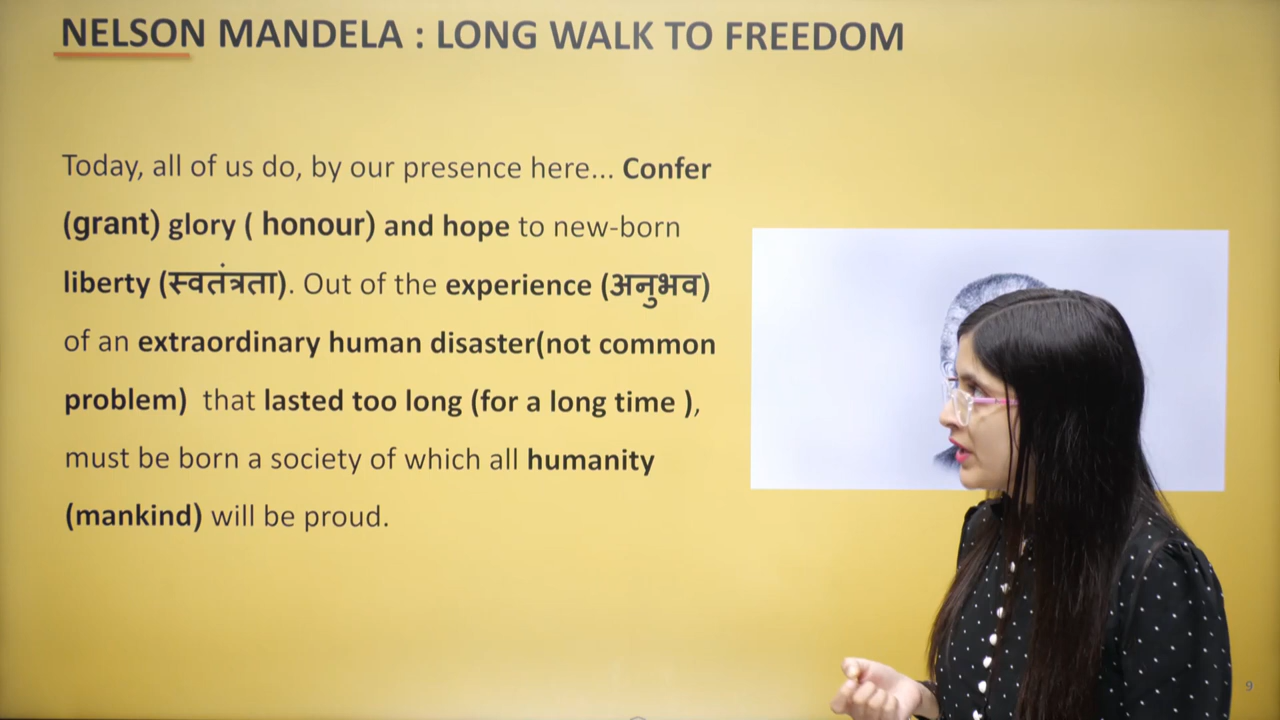 NELSON MANDELA : LONG WALK TO FREEDOM
Today, all of us do, by our presence here... Confer
(grant) glory ( honour) and hope to new-born
liberty (स्वतंत्रता). Out of the experience (अनुभव)
of an extraordinary human disaster(not common
problem)  that lasted too long (for a long time ),
must be born a society of which all humanity
(mankind) will be proud.
9